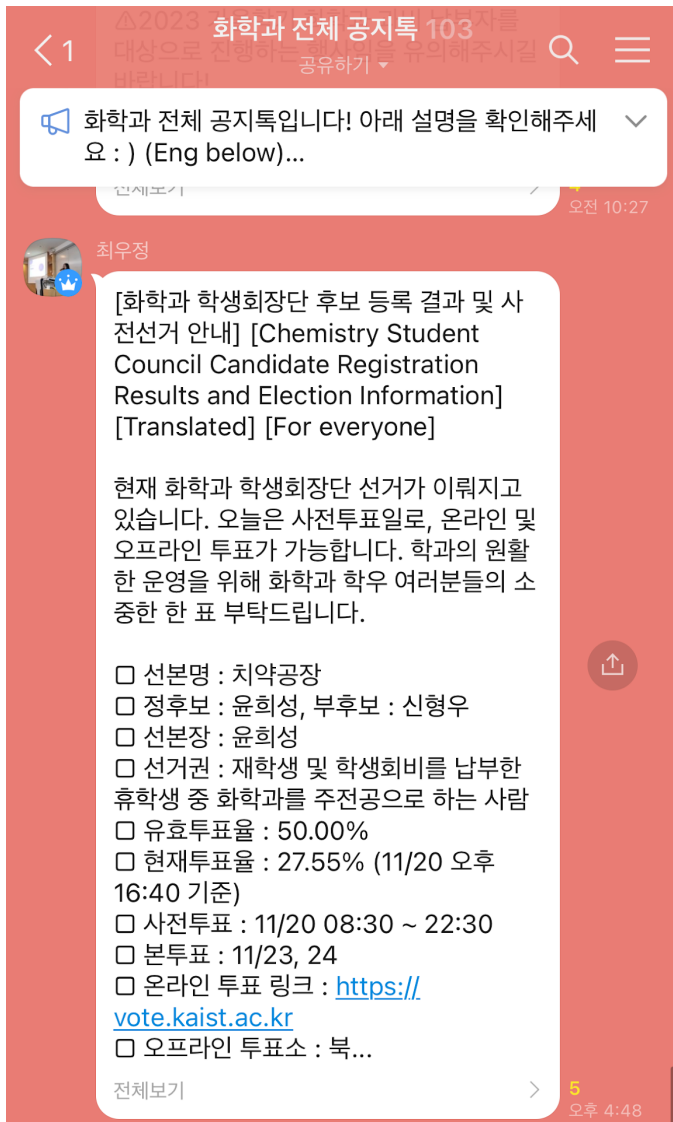 ⚠2023 가을학기 화학과 과비 납부자를
화학과 전체 공지톡 103
대상으로 진행하는 행사임을 유의해주시길
1
공유하기
바랍니다!
화학과 전체 공지톡입니다! 아래 설명을 확인해주세
요 : ) (Eng below)...
전체보기
4
오전 10:27
최우정
[화학과 학생회장단 후보 등록 결과 및 사
전선거 안내] [Chemistry Student
Council Candidate Registration
Results and Election Information]
[Translated] [For everyone]
현재 화학과 학생회장단 선거가 이뤄지고
있습니다. 오늘은 사전투표일로, 온라인 및
오프라인 투표가 가능합니다. 학과의 원활
한 운영을 위해 화학과 학우 여러분들의 소
중한 한 표 부탁드립니다.
□ 선본명 : 치약공장
□ 정후보 : 윤희성, 부후보 : 신형우
□ 선본장 : 윤희성
□ 선거권 : 재학생 및 학생회비를 납부한
휴학생 중 화학과를 주전공으로 하는 사람
□ 유효투표율 : 50.00%
□ 현재투표율 : 27.55% (11/20 오후
16:40 기준)
□ 사전투표 : 11/20 08:30 ~ 22:30
□ 본투표 : 11/23, 24
□ 온라인 투표 링크 : https://
vote.kaist.ac.kr
□ 오프라인 투표소 : 북...
전체보기
5
오후 4:48